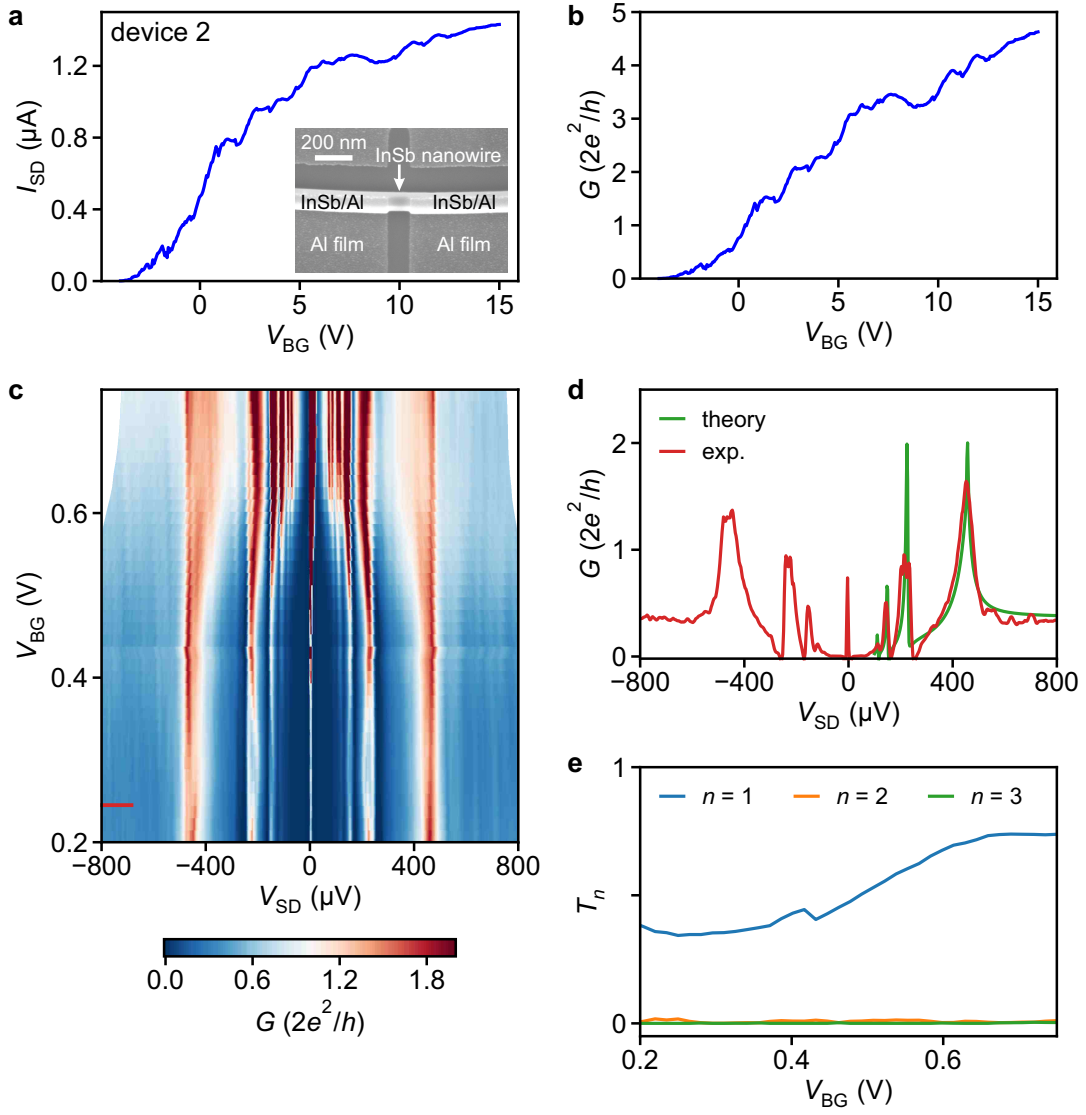 a
device 2
I_SD (μA)
1.2
0.8
0.4
0.0
0 5 10 15
V_BG (V)
200 nm
InSb nanowire
InSb/Al InSb/Al
Al film Al film
b
G (2e²/h)
5
4
3
2
1
0
0 5 10 15
V_BG (V)
c
V_BG (V)
0.6
0.4
0.2
−800 −400 0 400 800
V_SD (μV)
0.0 0.6 1.2 1.8
G (2e²/h)
d
theory
exp.
G (2e²/h)
2
1
0
−800 −400 0 400 800
V_SD (μV)
e
n = 1 n = 2 n = 3
T_n
1
0
0.2 0.4 0.6
V_BG (V)